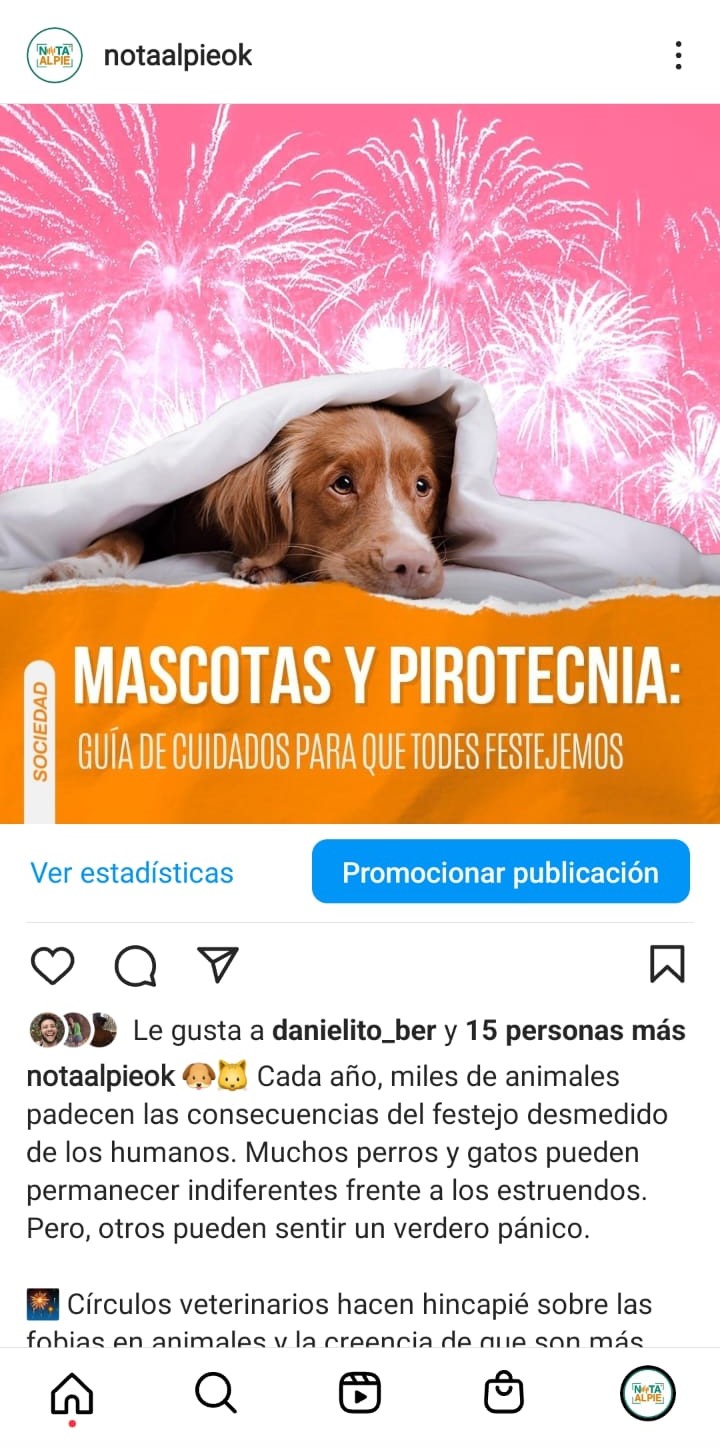 NOTA
ALPIE
notaalpieok
MASCOTAS Y PIROTECNIA:
SOCIEDAD
GUÍA DE CUIDADOS PARA QUE TODES FESTEJEMOS
Ver estadísticas
Promocionar publicación
Le gusta a danielito_ber y 15 personas más
notaalpieok 🐶🐱 Cada año, miles de animales
padecen las consecuencias del festejo desmedido
de los humanos. Muchos perros y gatos pueden
permanecer indiferentes frente a los estruendos.
Pero, otros pueden sentir un verdero pánico.
🎆 Círculos veterinarios hacen hincapié sobre las
fobias en animales y la creencia de que son más
NOTA
ALPIE